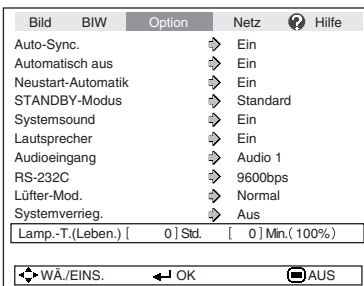 Bild BIW Option Netz Hilfe
Auto-Sync. Ein
Automatisch aus Ein
Neustart-Automatik Ein
STANDBY-Modus Standard
Systemsound Ein
Lautsprecher Ein
Audioeingang Audio 1
RS-232C 9600bps
Lüfter-Mod. Normal
Systemverrieg. Aus
Lamp.-T.(Leben.) [ 0 ] Std. [ 0 ] Min.( 100% )
WÄ./EINS. OK AUS